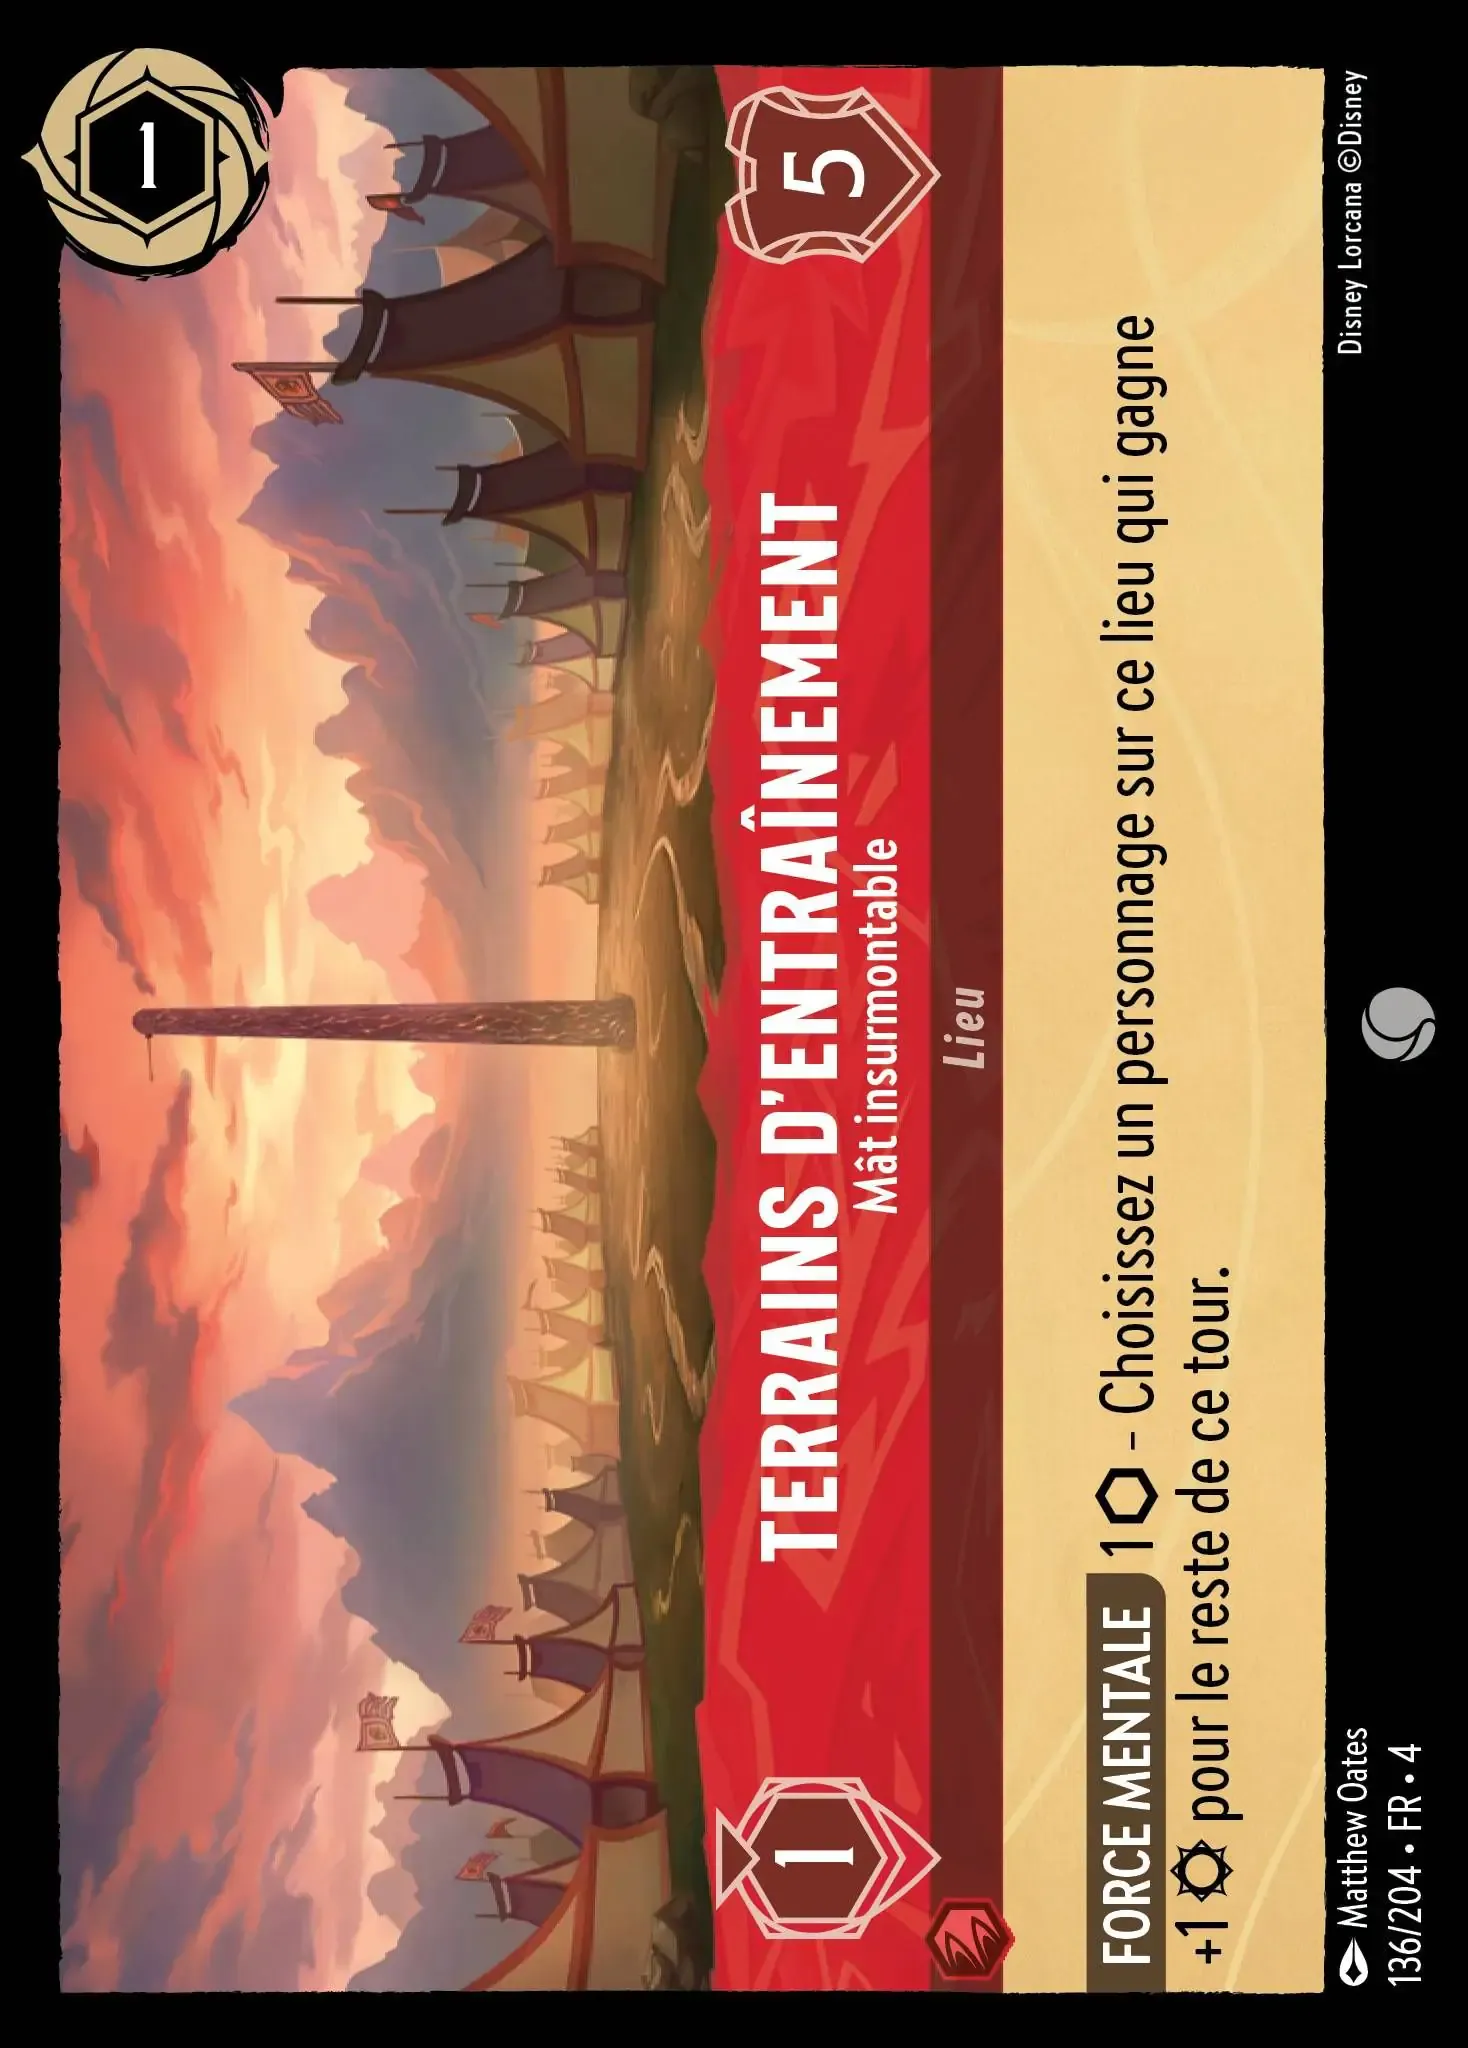 1
TERRAINS D'ENTRAÎNEMENT
Mât insurmontable
1
5
Lieu
FORCE MENTALE 1 ⬡ - Choisissez un personnage sur ce lieu qui gagne
+1 ¤ pour le reste de ce tour.
Matthew Oates
136/204 • FR • 4
Disney Lorcana ©Disney